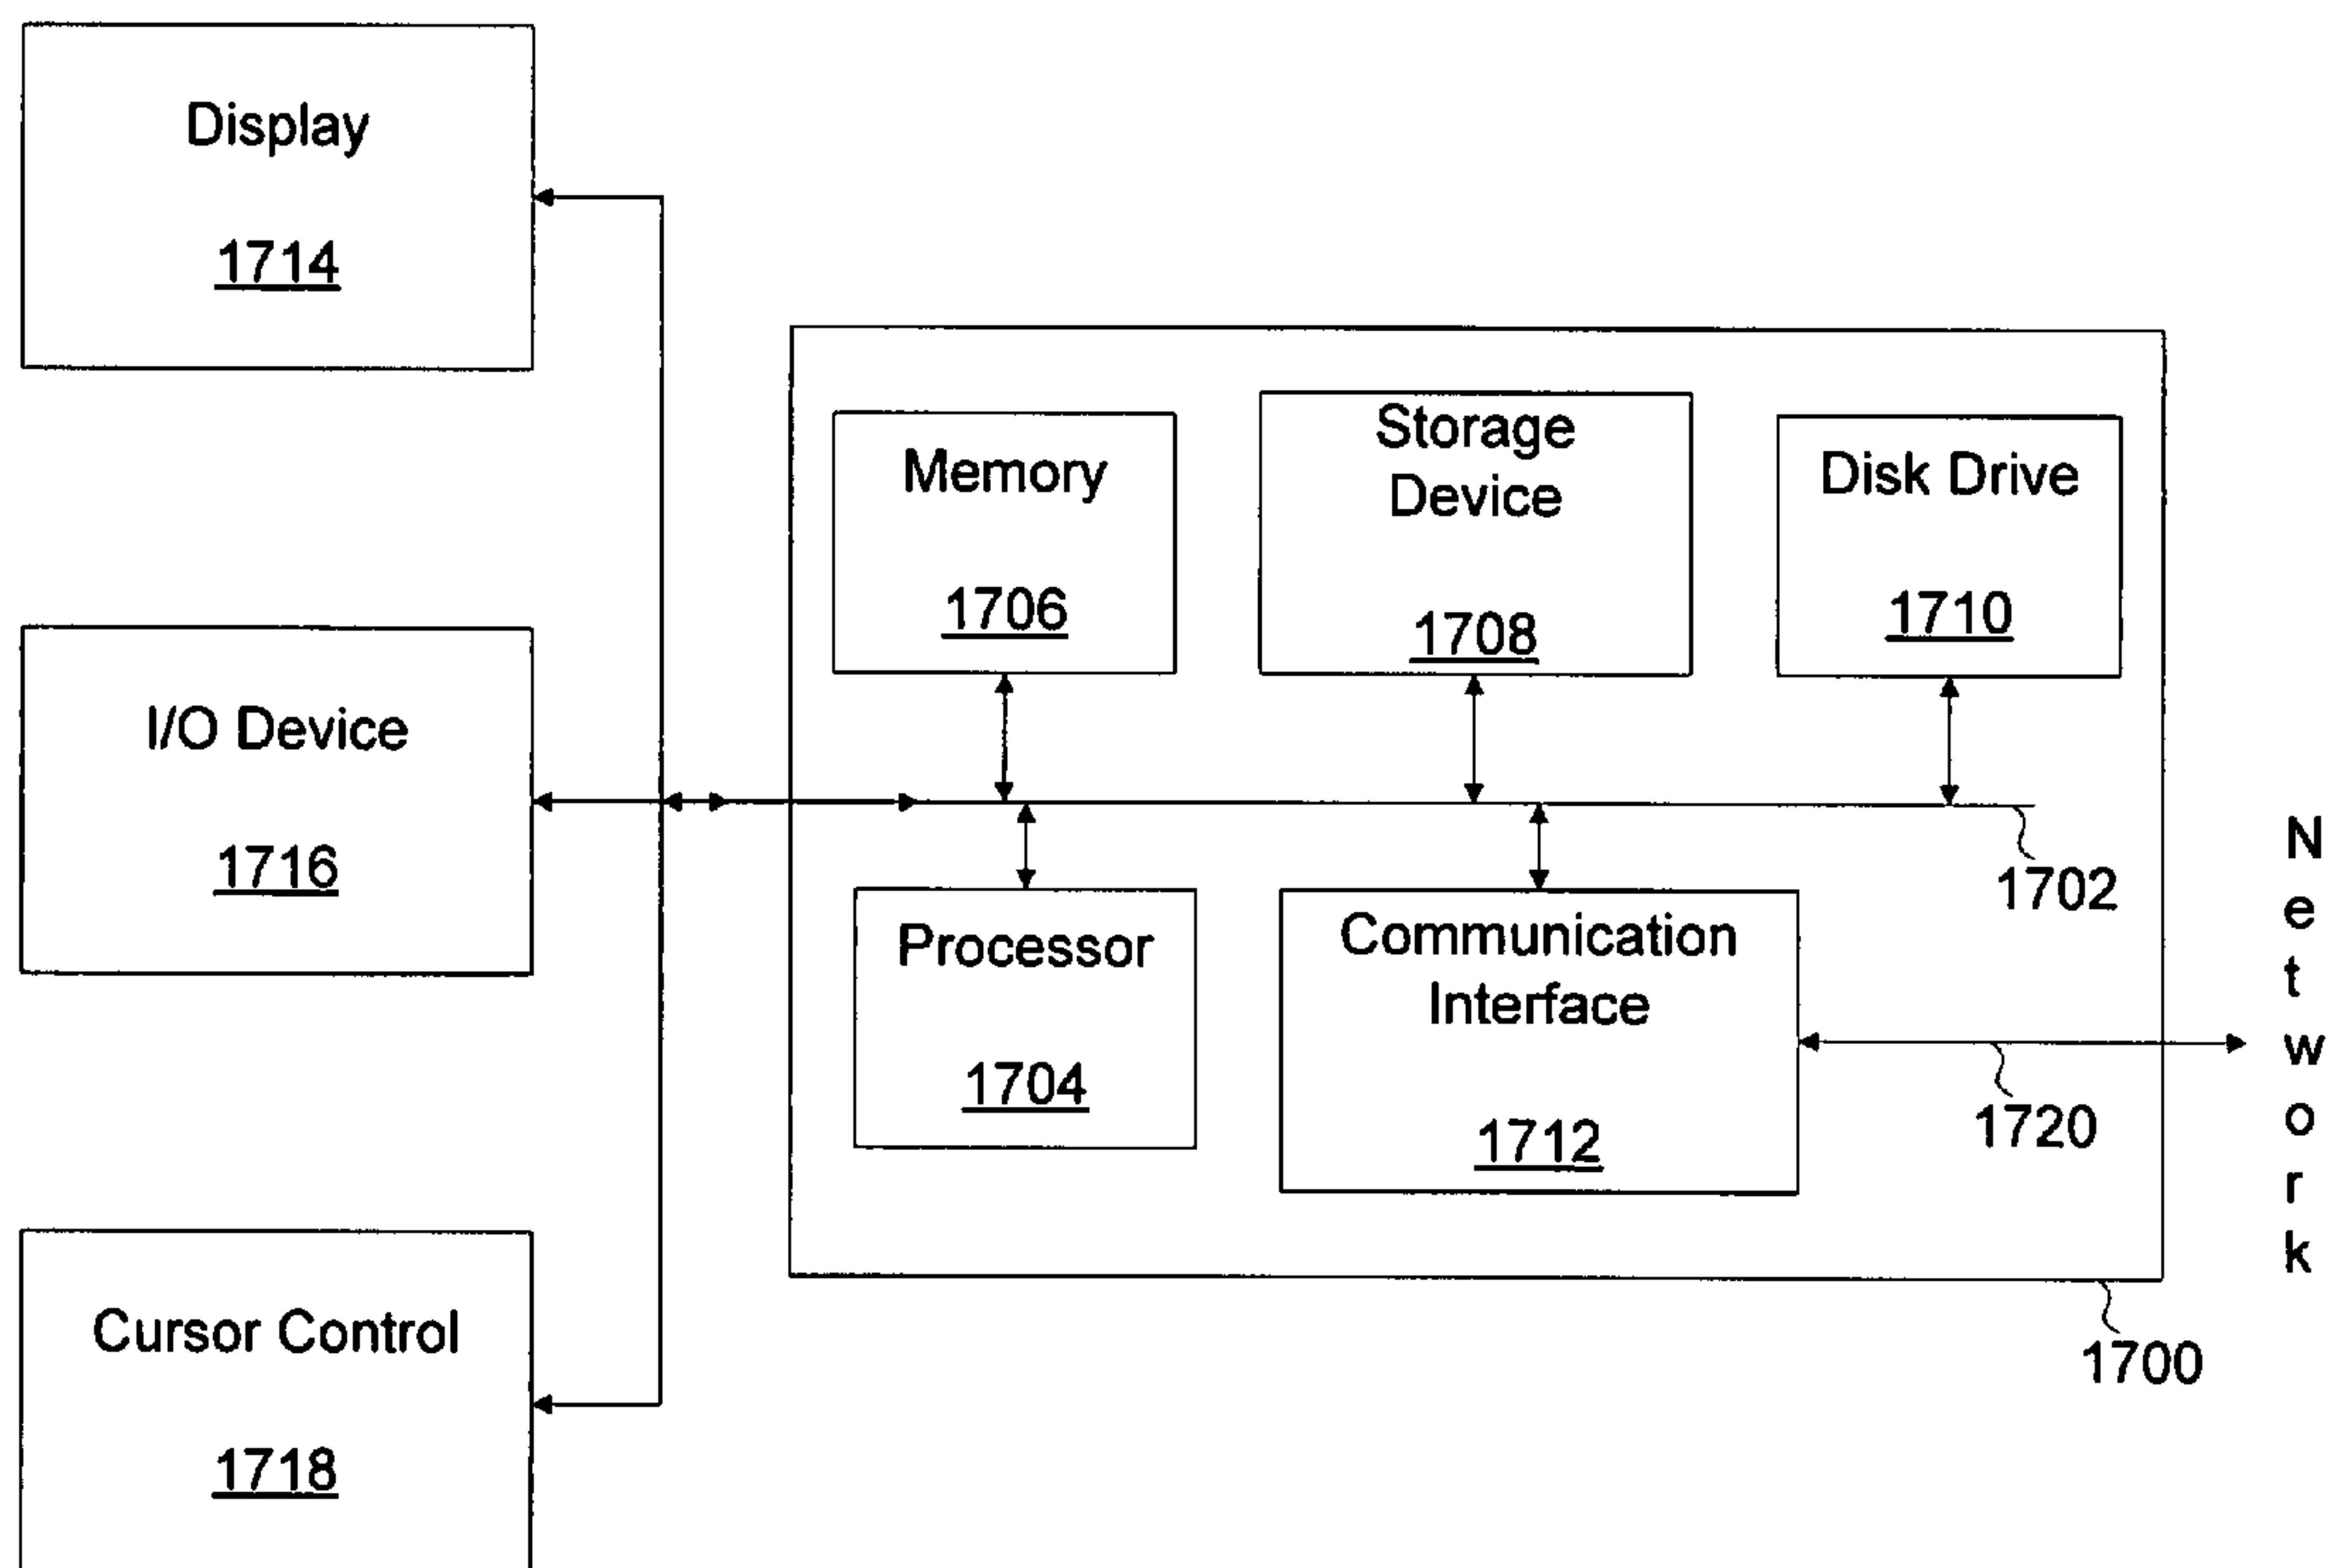 Display
1714
I/O Device
1716
Cursor Control
1718
Memory
1706
Storage
Device
1708
Disk Drive
1710
1702
Processor
1704
Communication
Interface
1712
1720
1700
Network